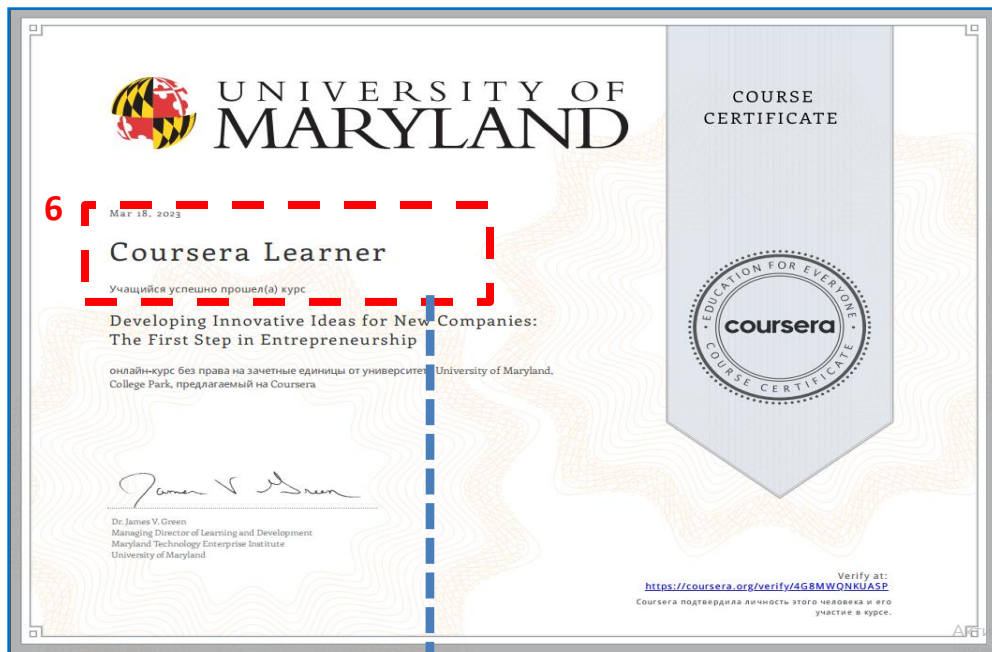 UNIVERSITY OF
MARYLAND
COURSE
CERTIFICATE
6
Mar 18, 2023
Coursera Learner
Учащийся успешно прошел(а) курс
Developing Innovative Ideas for New Companies:
The First Step in Entrepreneurship
онлайн-курс без права на зачетные единицы от University of Maryland,
College Park, предлагаемый на Coursera
EDUCATION FOR EVERYONE
coursera
COURSE CERTIFICATE
James V Green
Dr. James V. Green
Managing Director of Learning and Development
Maryland Technology Enterprise Institute
University of Maryland
Verify at:
https://coursera.org/verify/4G8MWQNKUASP
Coursera подтвердила личность этого человека и его
участие в курсе.